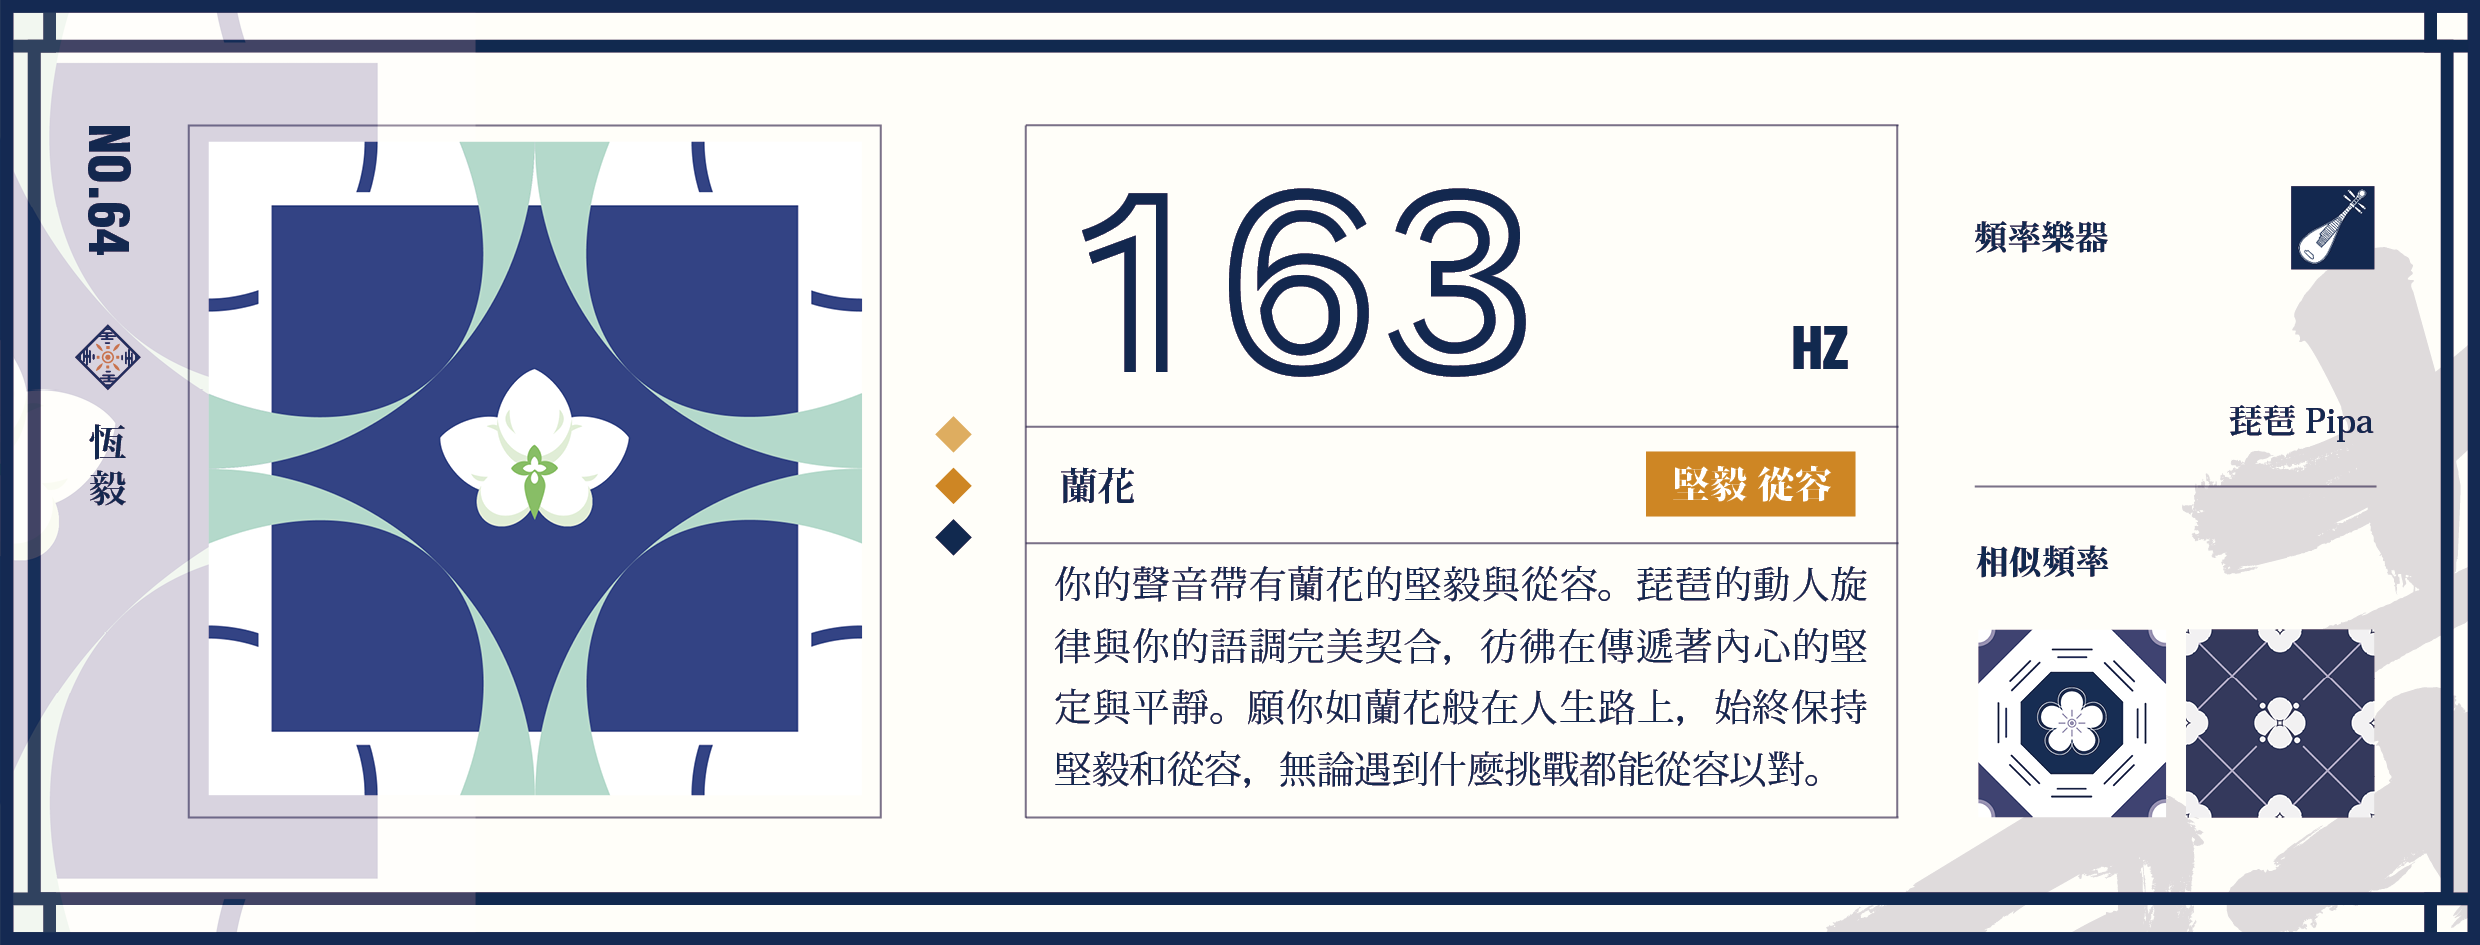 NO.64
恆毅
163
HZ
蘭花
堅毅 從容
你的聲音帶有蘭花的堅毅與從容。琵琶的動人旋
律與你的語調完美契合，彷彿在傳遞著內心的堅
定與平靜。願你如蘭花般在人生路上，始終保持
堅毅和從容，無論遇到什麼挑戰都能從容以對。
頻率樂器
琵琶 Pipa
相似頻率